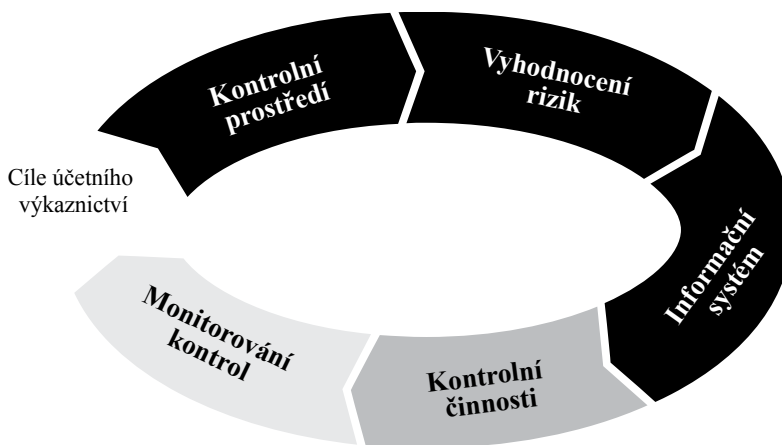 Kontrolní
prostředí
Vyhodnocení
rizik
Cíle účetního
výkaznictví
Informační
systém
Monitorování
kontrol
Kontrolní
činnosti